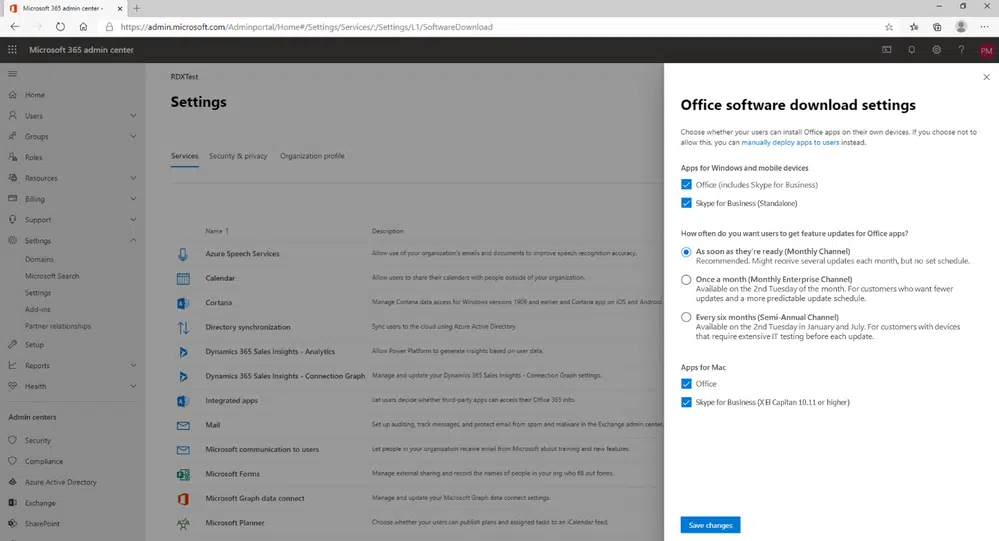 Microsoft 365 admin center -
https://admin.microsoft.com/Adminportal/Home#/Settings/Services/:/Settings/L1/SoftwareDownload
Microsoft 365 admin center
PM
Home
Users
Groups
Roles
Resources
Billing
Support
Settings
Domains
Microsoft Search
Settings
Add-ins
Partner relationships
Setup
Reports
Health
Admin centers
Security
Compliance
Azure Active Directory
Exchange
SharePoint
RDXTest
Settings
Services Security & privacy Organization profile
Name ↑ Description
Azure Speech Services Allow use of your organization's emails and documents to improve speech recognition accuracy.
Calendar Allow users to share their calendars with people outside of your organization.
Cortana Manage Cortana data access for Windows versions 1909 and earlier and Cortana app on iOS and Android
Directory synchronization Sync users to the cloud using Azure Active Directory
Dynamics 365 Sales Insights - Analytics Allow Power Platform to generate insights based on user data.
Dynamics 365 Sales Insights - Connection Graph Manage and update your Dynamics 365 Sales Insights - Connection Graph settings.
Integrated apps Let users decide whether third-party apps can access their Office 365 info.
Mail Set up auditing, track messages, and protect email from spam and malware in the Exchange admin center.
Microsoft communication to users Let people in your organization receive email from Microsoft about training and new features.
Microsoft Forms Manage external sharing and record the names of people in your org who fill out forms.
Microsoft Graph data connect Manage and update your Microsoft Graph data connect settings.
Microsoft Planner Choose whether your users can publish plans and assigned tasks to an iCalendar feed.
Office software download settings
Choose whether your users can install Office apps on their own devices. If you choose not to
allow this, you can manually deploy apps to users instead.
Apps for Windows and mobile devices
Office (includes Skype for Business)
Skype for Business (Standalone)
How often do you want users to get feature updates for Office apps?
As soon as they're ready (Monthly Channel)
Recommended. Might receive several updates each month, but no set schedule.
Once a month (Monthly Enterprise Channel)
Available on the 2nd Tuesday of the month. For customers who want fewer
updates and a more predictable update schedule.
Every six months (Semi-Annual Channel)
Available on the 2nd Tuesday in January and July. For customers with devices
that require extensive IT testing before each update.
Apps for Mac
Office
Skype for Business (XEl Capitan 10.11 or higher)
Save changes